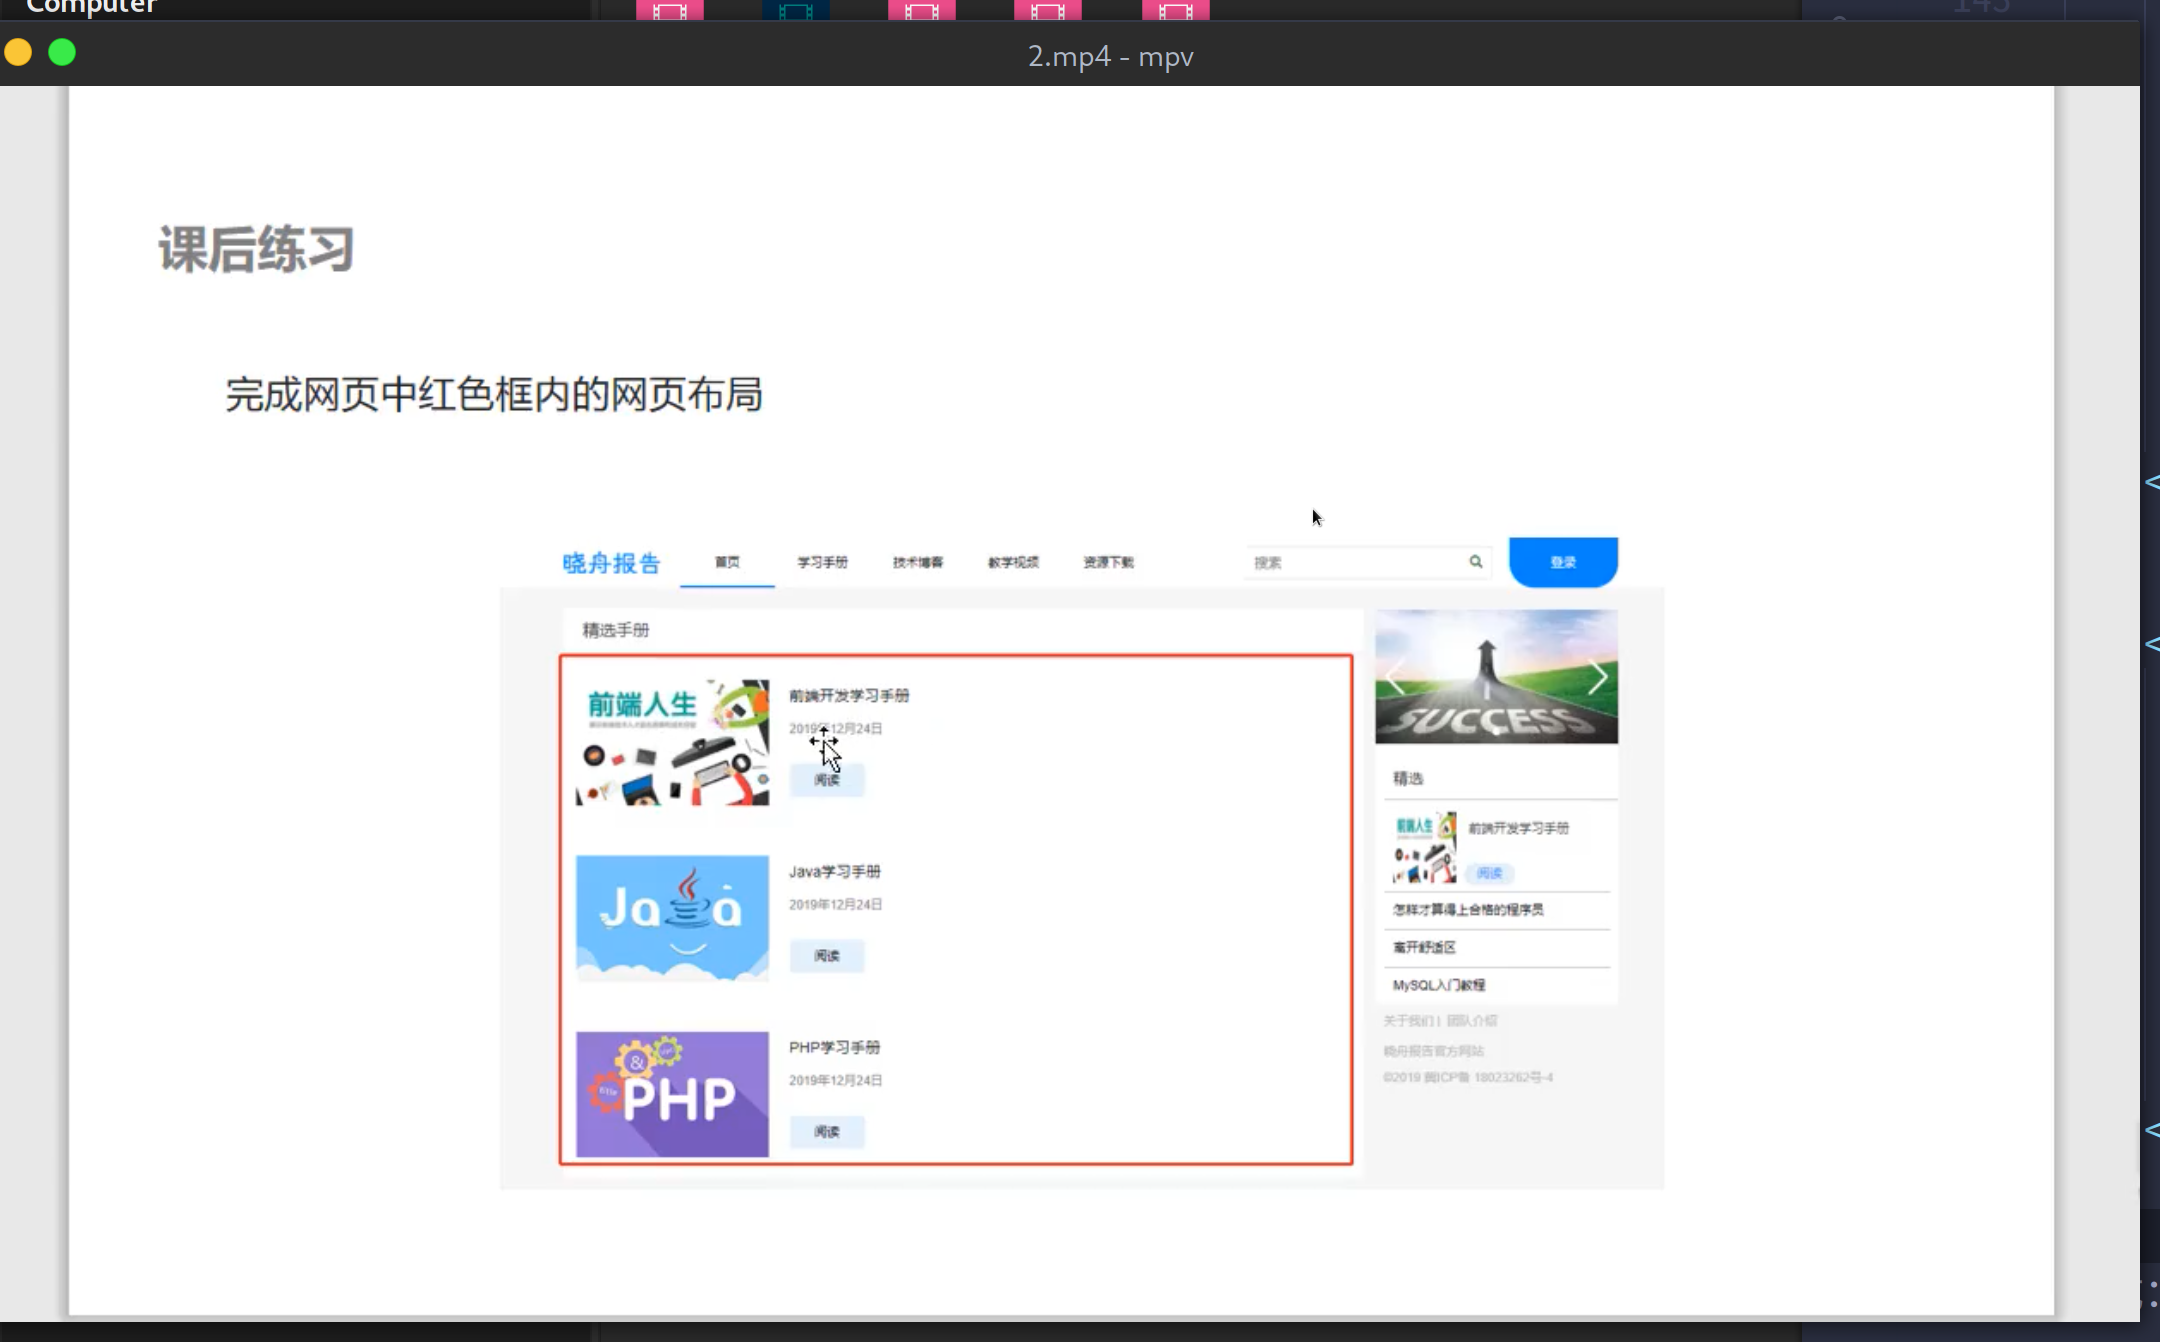 Computer
145
2.mp4 - mpv
课后练习
完成网页中红色框内的网页布局
晓舟报告 首页 学习手册 技术博客 教学视频 资源下载 搜索 登录
精选手册
前端人生
前端开发学习手册
2019年12月24日
阅读
Java
Java学习手册
2019年12月24日
阅读
&
PHP
PHP学习手册
2019年12月24日
阅读
SUCCESS
精选
前端人生
前端开发学习手册
阅读
怎样才算得上合格的程序员
离开舒适区
MySQL入门教程
关于我们 | 团队介绍
晓舟报告官方网站
©2019 冀ICP备 18023262号-4